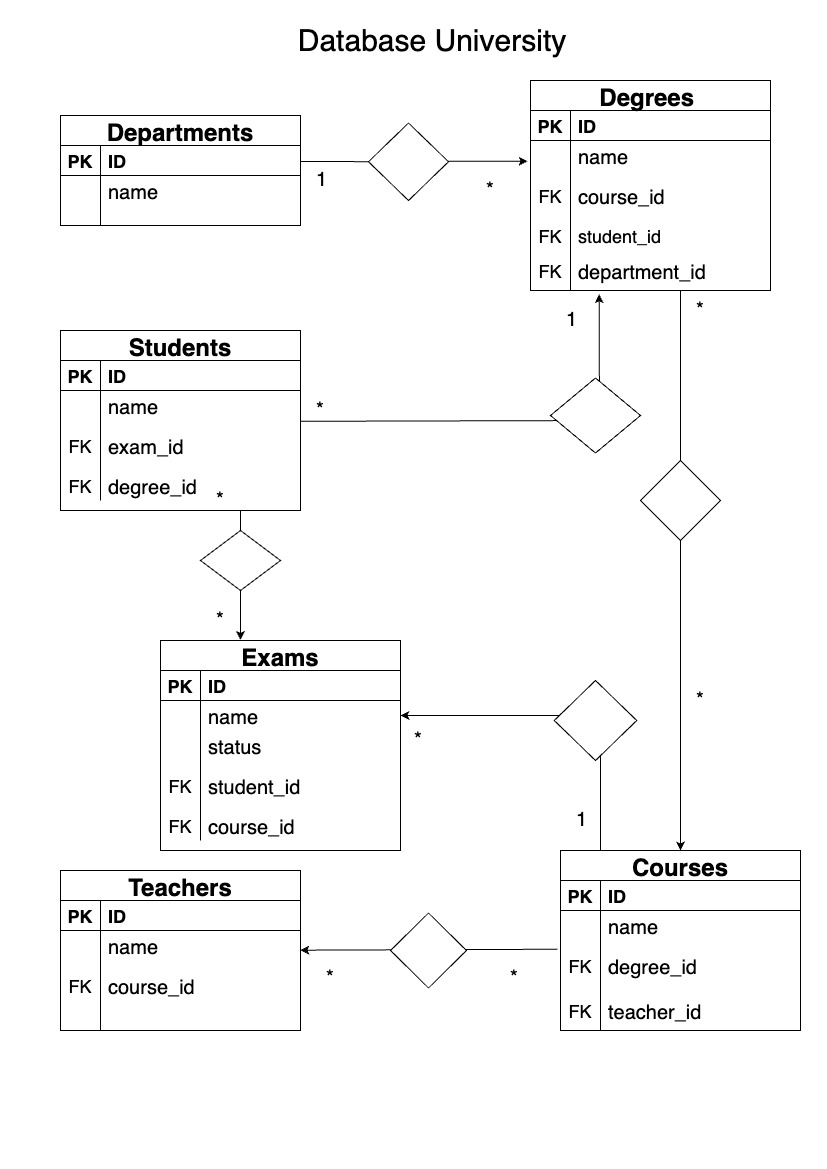 Database University
Departments
PK ID
name
1
*
Degrees
PK ID
name
FK course_id
FK student_id
FK department_id
1
*
Students
PK ID
name
FK exam_id
FK degree_id
*
*
*
Exams
PK ID
name
status
FK student_id
FK course_id
*
*
1
Teachers
PK ID
name
FK course_id
*
*
Courses
PK ID
name
FK degree_id
FK teacher_id